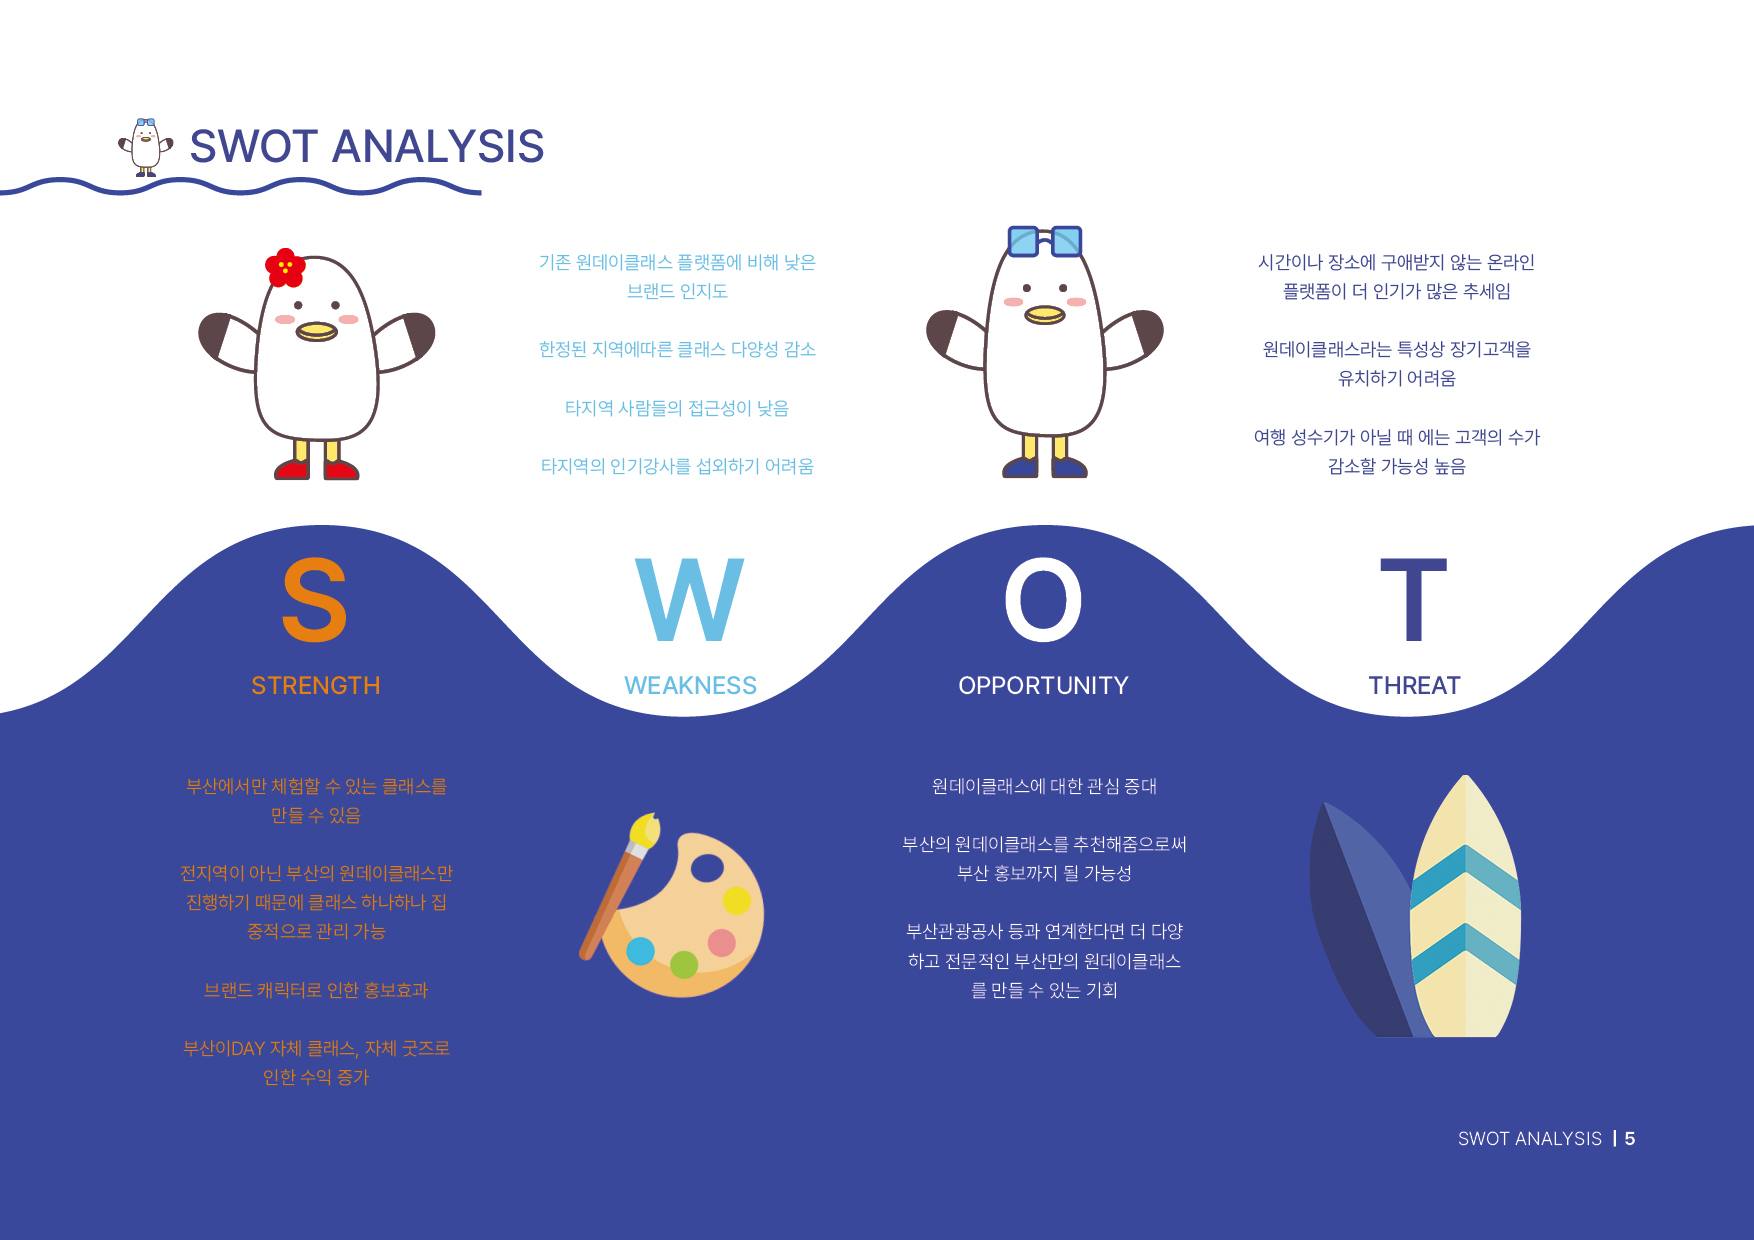 SWOT ANALYSIS
S
STRENGTH
부산에서만 체험할 수 있는 클래스를
만들 수 있음
전지역이 아닌 부산의 원데이클래스만
진행하기 때문에 클래스 하나하나 집
중적으로 관리 가능
브랜드 캐릭터로 인한 홍보효과
부산이DAY 자체 클래스, 자체 굿즈로
인한 수익 증가
기존 원데이클래스 플랫폼에 비해 낮은
브랜드 인지도
한정된 지역에따른 클래스 다양성 감소
타지역 사람들의 접근성이 낮음
타지역의 인기강사를 섭외하기 어려움
W
WEAKNESS
O
OPPORTUNITY
원데이클래스에 대한 관심 증대
부산의 원데이클래스를 추천해줌으로써
부산 홍보까지 될 가능성
부산관광공사 등과 연계한다면 더 다양
하고 전문적인 부산만의 원데이클래스
를 만들 수 있는 기회
시간이나 장소에 구애받지 않는 온라인
플랫폼이 더 인기가 많은 추세임
원데이클래스라는 특성상 장기고객을
유치하기 어려움
여행 성수기가 아닐 때 에는 고객의 수가
감소할 가능성 높음
T
THREAT
SWOT ANALYSIS | 5